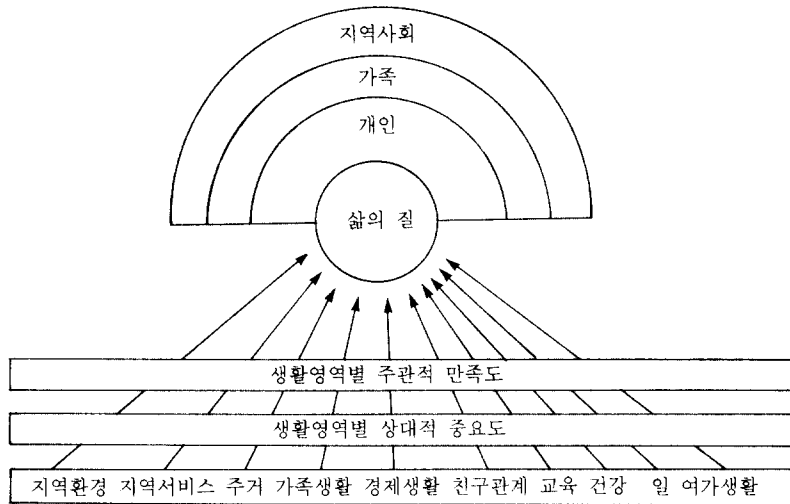 지역사회
가족
개인
삶의 질
생활영역별 주관적 만족도
생활영역별 상대적 중요도
지역환경 지역서비스 주거 가족생활 경제생활 친구관계 교육 건강 일 여가생활